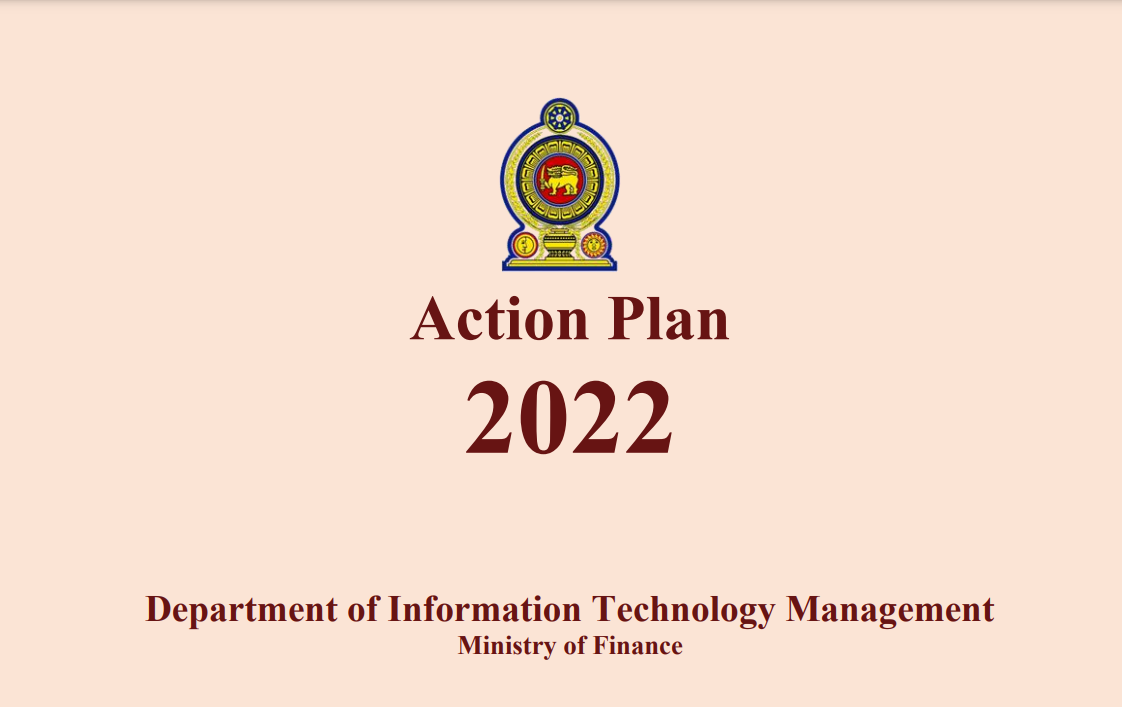 Action Plan
2022
Department of Information Technology Management
Ministry of Finance